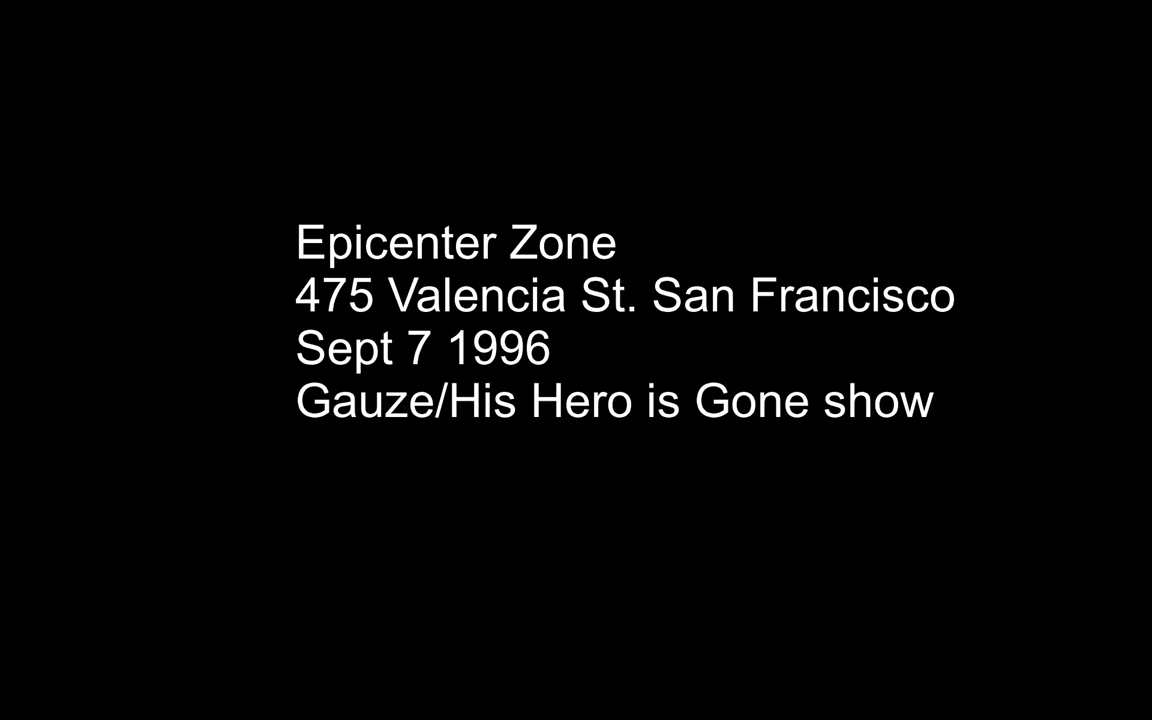 Epicenter Zone
475 Valencia St. San Francisco
Sept 7 1996
Gauze/His Hero is Gone show